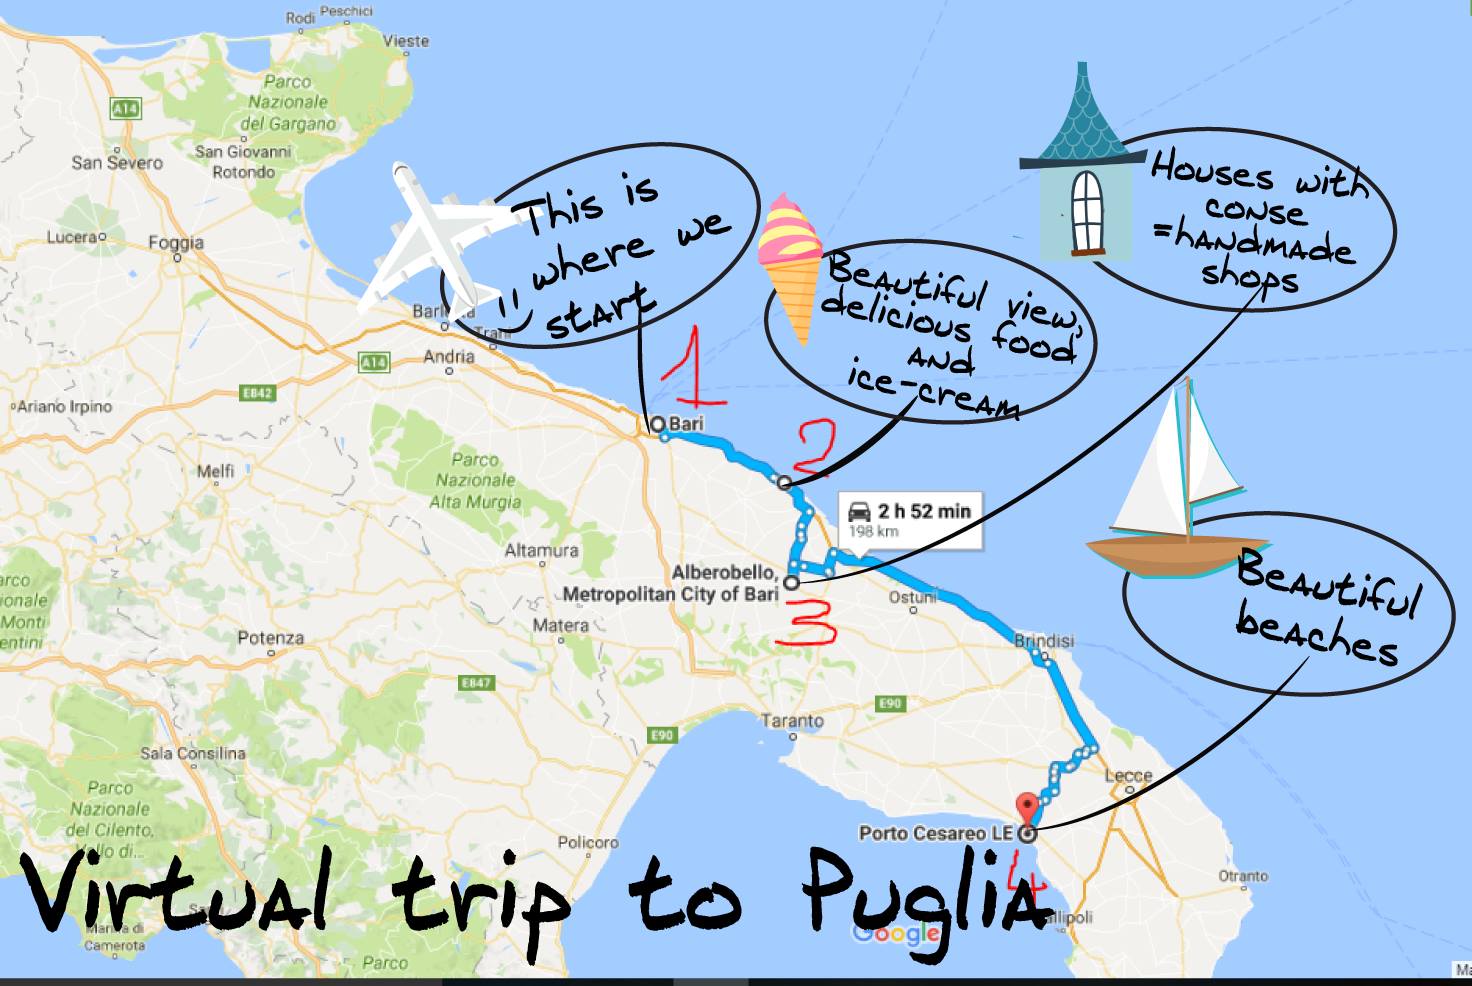 Rodi
Peschici
Vieste
A14
Parco
Nazionale
del Gargano
San Severo
San Giovanni
Rotondo
Lucera
Foggia
This is
where we
start
Houses with
conse
=handmade
shops
Beautiful view,
delicious food
and
ice-cream
Trani
Andria
A14
E842
Ariano Irpino
1
Bari
2
Melfi
Parco
Nazionale
Alta Murgia
2 h 52 min
198 km
Altamura
Alberobello,
Metropolitan City of Bari
3
Ostuni
Beautiful
beaches
Matera
Potenza
Brindisi
E847
E90
Taranto
E90
Sala Consilina
Lecce
Parco
Nazionale
del Cilento,
Vallo di...
Porto Cesareo LE
Policoro
4
Otranto
Virtual trip to Puglia
Google
Marina di
Camerota
Parco